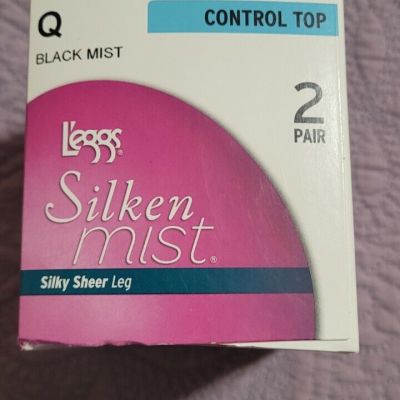 Q
CONTROL TOP
BLACK MIST
2
PAIR
L'eggs®
Silken
mist®
Silky Sheer Leg